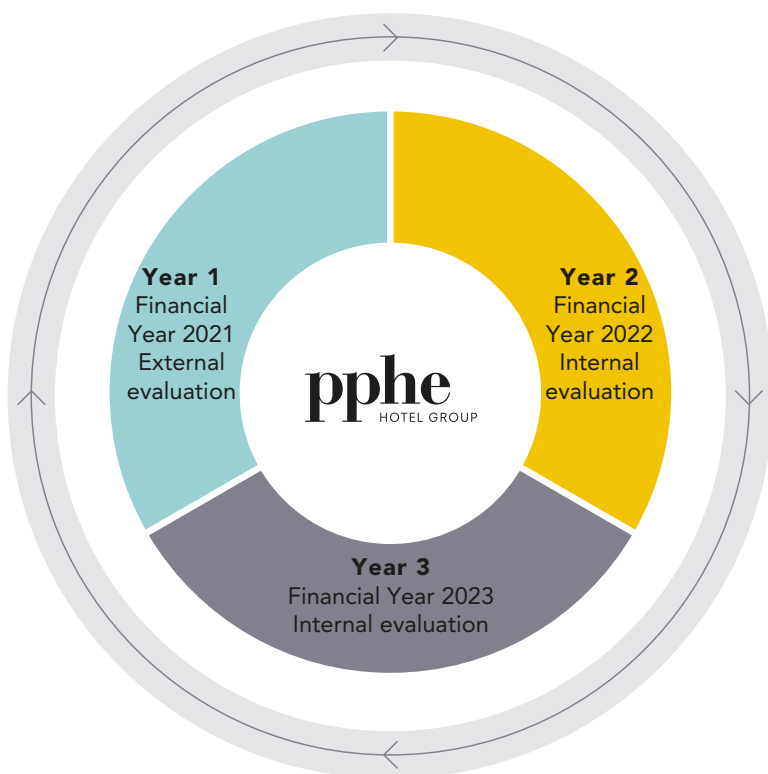 Year 1
Financial
Year 2021
External
evaluation
Year 2
Financial
Year 2022
Internal
evaluation
pphe
HOTEL GROUP
Year 3
Financial Year 2023
Internal evaluation